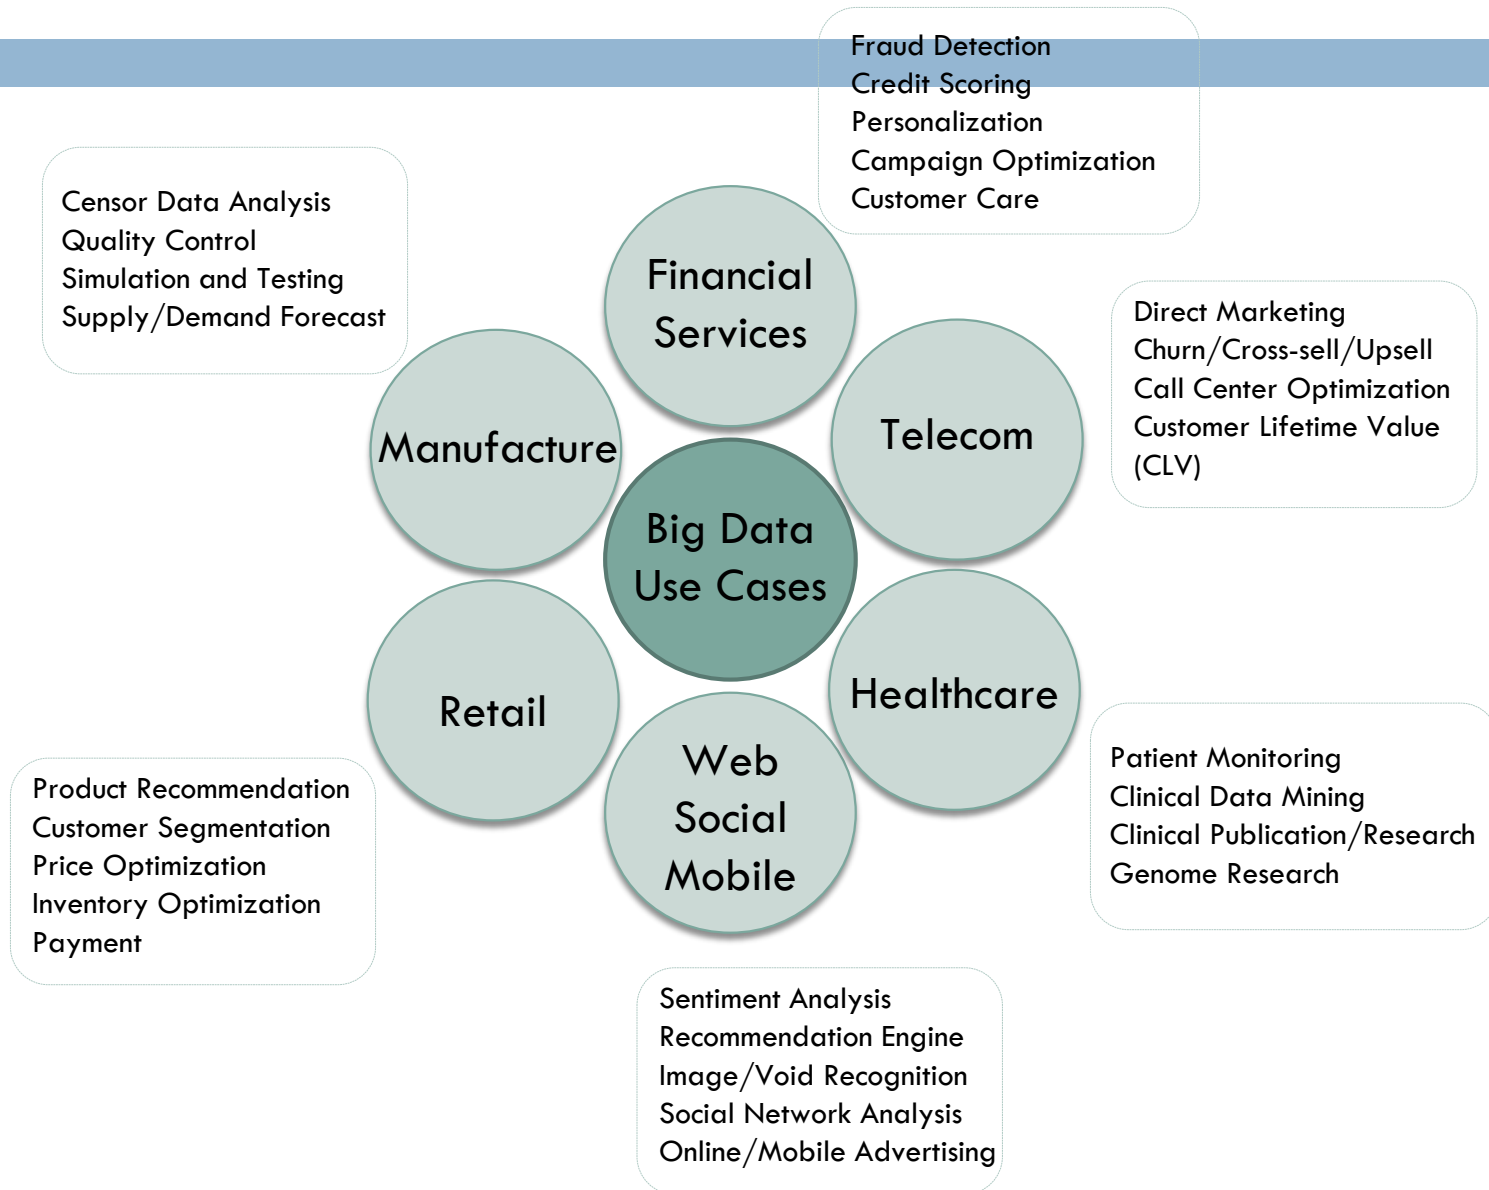 Fraud Detection
Credit Scoring
Personalization
Campaign Optimization
Customer Care
Censor Data Analysis
Quality Control
Simulation and Testing
Supply/Demand Forecast
Financial
Services
Direct Marketing
Churn/Cross-sell/Upsell
Call Center Optimization
Customer Lifetime Value
(CLV)
Manufacture
Telecom
Big Data
Use Cases
Retail
Healthcare
Web
Social
Mobile
Product Recommendation
Customer Segmentation
Price Optimization
Inventory Optimization
Payment
Patient Monitoring
Clinical Data Mining
Clinical Publication/Research
Genome Research
Sentiment Analysis
Recommendation Engine
Image/Void Recognition
Social Network Analysis
Online/Mobile Advertising